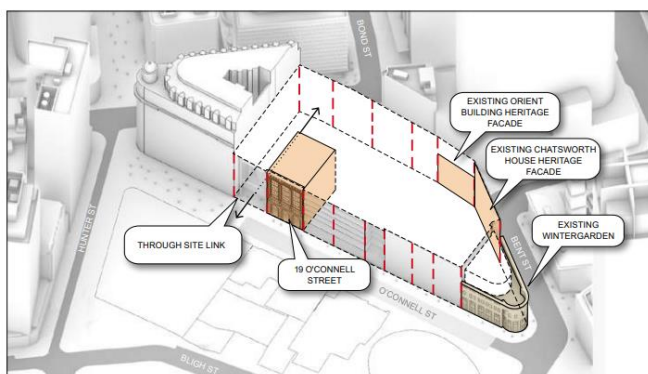 BOND ST
EXISTING ORIENT
BUILDING HERITAGE
FACADE
EXISTING CHATSWORTH
HOUSE HERITAGE
FACADE
EXISTING
WINTERGARDEN
BENT ST
HUNTER ST
THROUGH SITE LINK
19 O'CONNELL
STREET
O'CONNELL ST
BLIGH ST